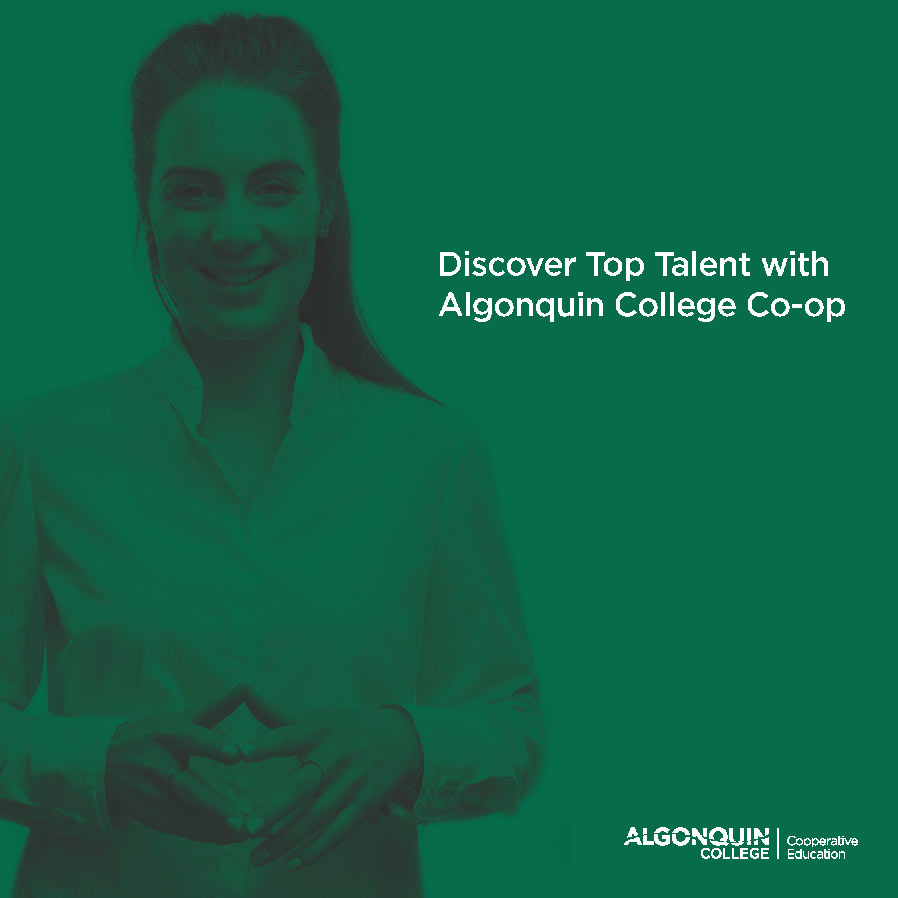 Discover Top Talent with
Algonquin College Co-op
ALGONQUIN
COLLEGE
Cooperative
Education